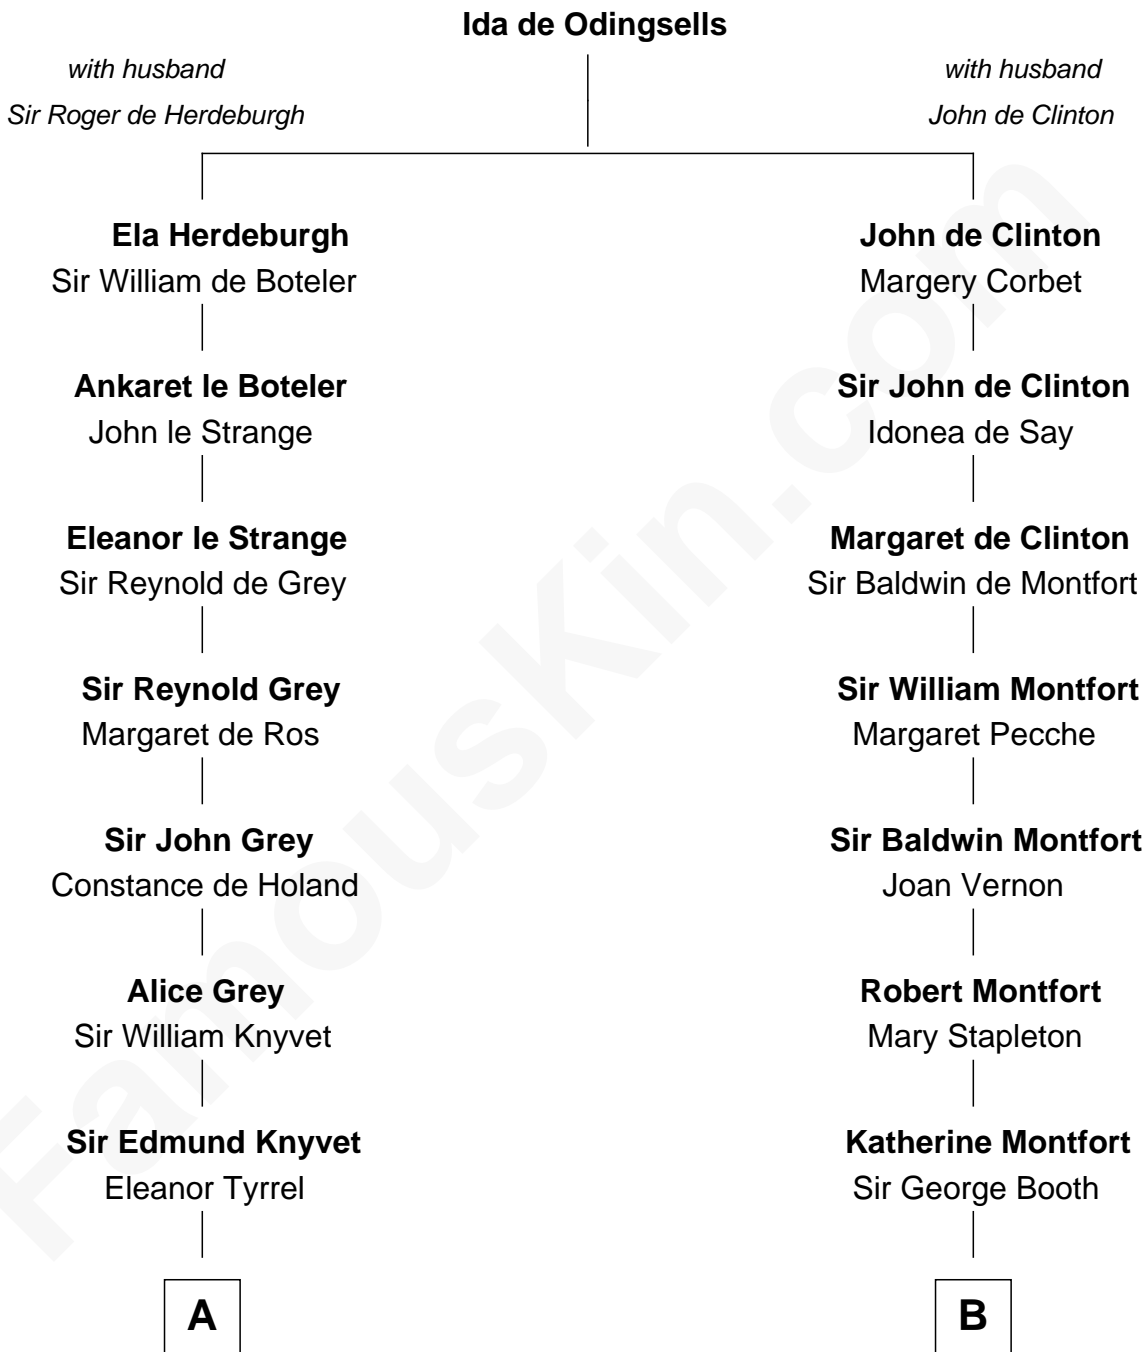 Ida de Odingsells
with husband
Sir Roger de Herdeburgh
with husband
John de Clinton
Ela Herdeburgh
Sir William de Boteler
John de Clinton
Margery Corbet
Ankaret le Boteler
John le Strange
Sir John de Clinton
Idonea de Say
Eleanor le Strange
Sir Reynold de Grey
Margaret de Clinton
Sir Baldwin de Montfort
Sir Reynold Grey
Margaret de Ros
Sir William Montfort
Margaret Pecche
Sir John Grey
Constance de Holand
Sir Baldwin Montfort
Joan Vernon
Alice Grey
Sir William Knyvet
Robert Montfort
Mary Stapleton
Sir Edmund Knyvet
Eleanor Tyrrel
Katherine Montfort
Sir George Booth
A
B
FamousKin.com